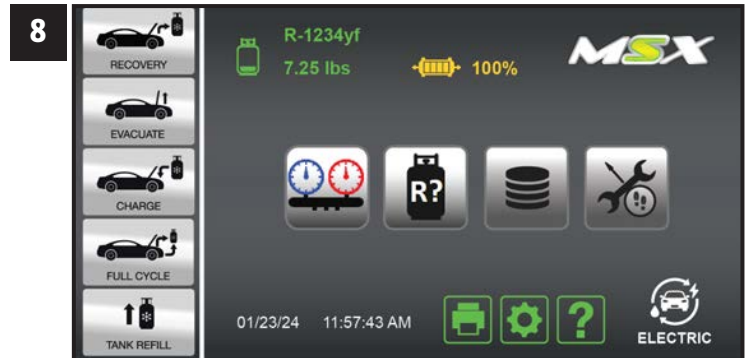 8
RECOVERY
EVACUATE
CHARGE
FULL CYCLE
TANK REFILL
R-1234yf
7.25 lbs
100%
MSX
R?
01/23/24 11:57:43 AM
?
ELECTRIC